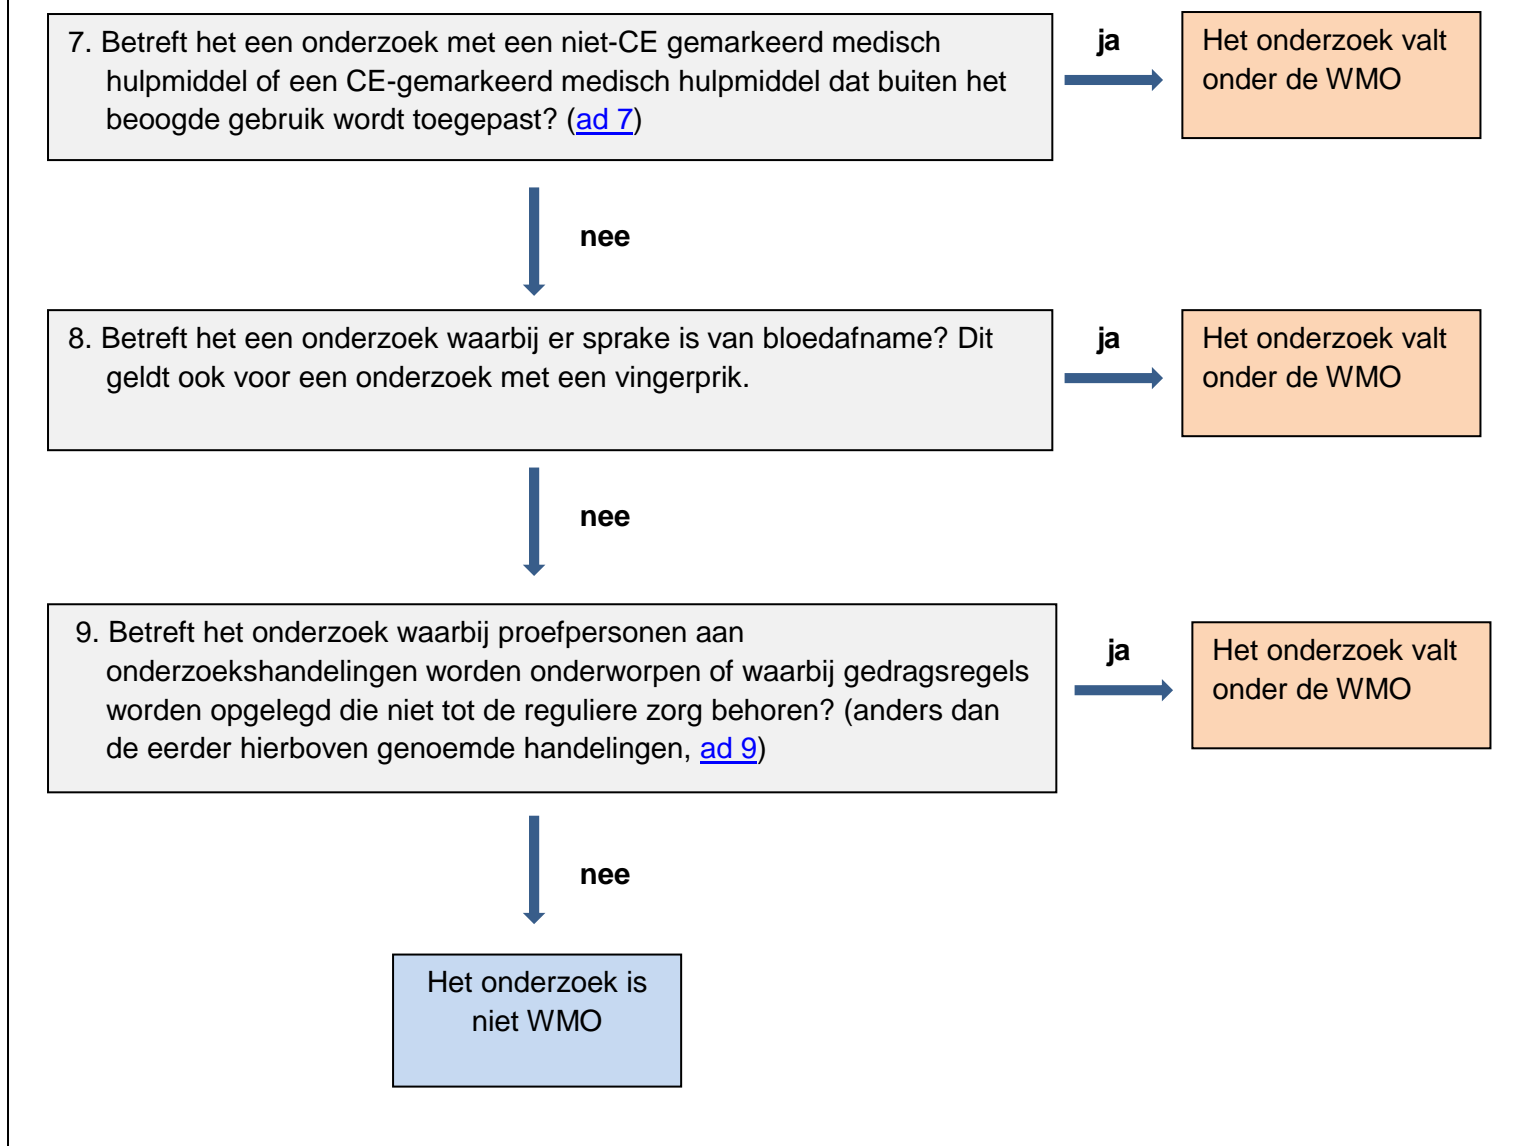 7. Betreft het een onderzoek met een niet-CE gemarkeerd medisch
hulpmiddel of een CE-gemarkeerd medisch hulpmiddel dat buiten het
beoogde gebruik wordt toegepast? (ad 7)
ja
Het onderzoek valt
onder de WMO
nee
8. Betreft het een onderzoek waarbij er sprake is van bloedafname? Dit
geldt ook voor een onderzoek met een vingerprik.
ja
Het onderzoek valt
onder de WMO
nee
9. Betreft het onderzoek waarbij proefpersonen aan
onderzoekshandelingen worden onderworpen of waarbij gedragsregels
worden opgelegd die niet tot de reguliere zorg behoren? (anders dan
de eerder hierboven genoemde handelingen, ad 9)
ja
Het onderzoek valt
onder de WMO
nee
Het onderzoek is
niet WMO